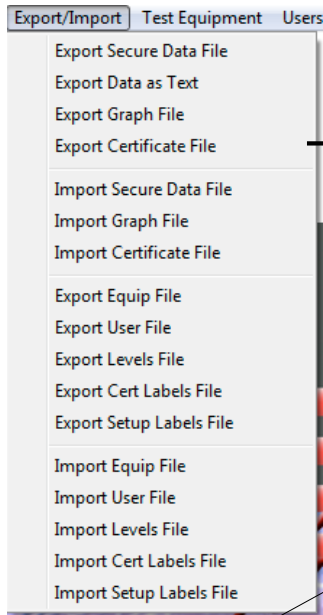 Export/Import Test Equipment Users
Export Secure Data File
Export Data as Text
Export Graph File
Export Certificate File
Import Secure Data File
Import Graph File
Import Certificate File
Export Equip File
Export User File
Export Levels File
Export Cert Labels File
Export Setup Labels File
Import Equip File
Import User File
Import Levels File
Import Cert Labels File
Import Setup Labels File